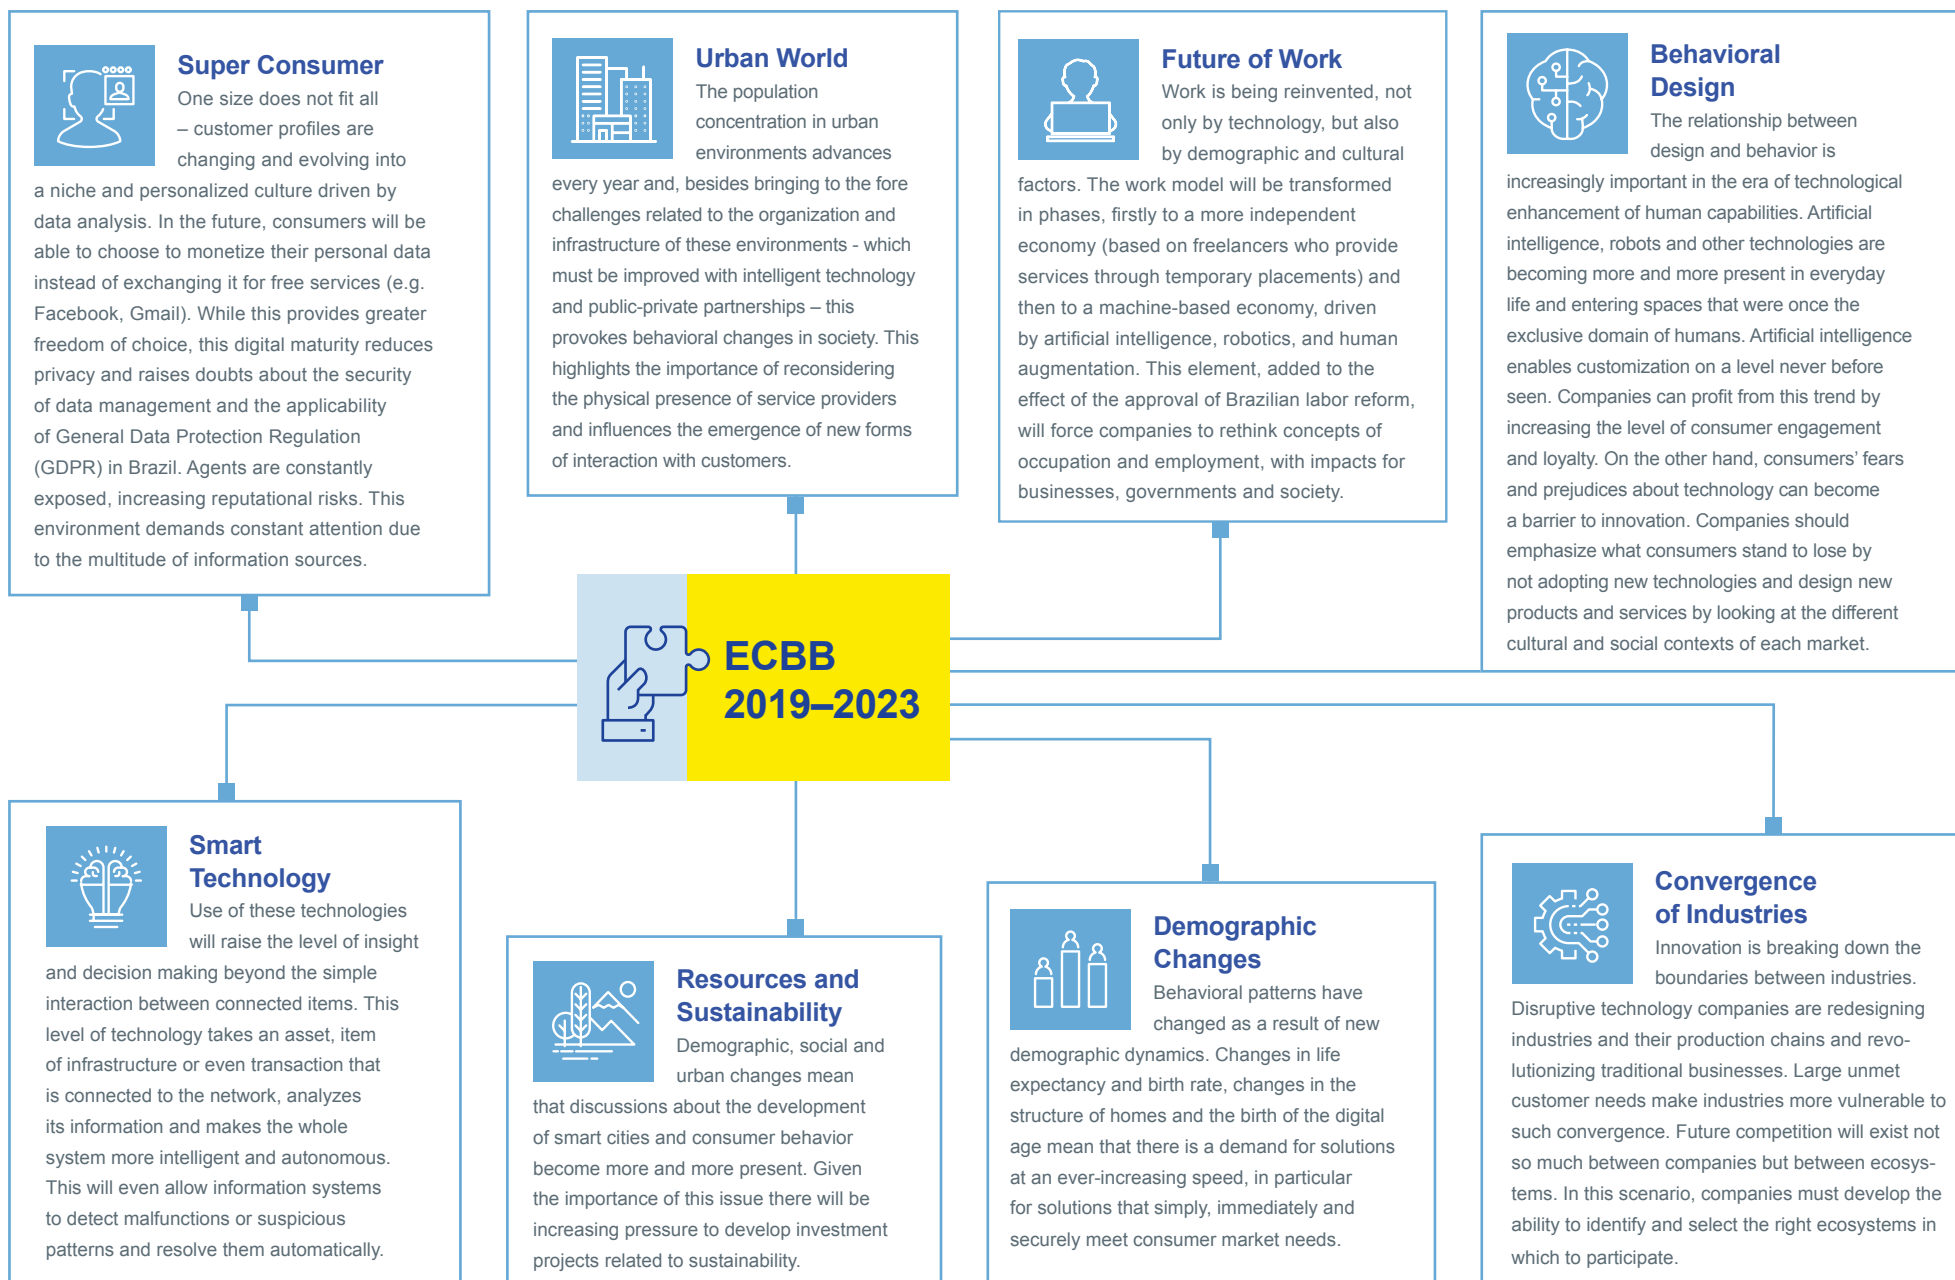 Super Consumer
One size does not fit all
– customer profiles are
changing and evolving into
a niche and personalized culture driven by
data analysis. In the future, consumers will be
able to choose to monetize their personal data
instead of exchanging it for free services (e.g.
Facebook, Gmail). While this provides greater
freedom of choice, this digital maturity reduces
privacy and raises doubts about the security
of data management and the applicability
of General Data Protection Regulation
(GDPR) in Brazil. Agents are constantly
exposed, increasing reputational risks. This
environment demands constant attention due
to the multitude of information sources.
Urban World
The population
concentration in urban
environments advances
every year and, besides bringing to the fore
challenges related to the organization and
infrastructure of these environments - which
must be improved with intelligent technology
and public-private partnerships – this
provokes behavioral changes in society. This
highlights the importance of reconsidering
the physical presence of service providers
and influences the emergence of new forms
of interaction with customers.
Future of Work
Work is being reinvented, not
only by technology, but also
by demographic and cultural
factors. The work model will be transformed
in phases, firstly to a more independent
economy (based on freelancers who provide
services through temporary placements) and
then to a machine-based economy, driven
by artificial intelligence, robotics, and human
augmentation. This element, added to the
effect of the approval of Brazilian labor reform,
will force companies to rethink concepts of
occupation and employment, with impacts for
businesses, governments and society.
Behavioral
Design
The relationship between
design and behavior is
increasingly important in the era of technological
enhancement of human capabilities. Artificial
intelligence, robots and other technologies are
becoming more and more present in everyday
life and entering spaces that were once the
exclusive domain of humans. Artificial intelligence
enables customization on a level never before
seen. Companies can profit from this trend by
increasing the level of consumer engagement
and loyalty. On the other hand, consumers’ fears
and prejudices about technology can become
a barrier to innovation. Companies should
emphasize what consumers stand to lose by
not adopting new technologies and design new
products and services by looking at the different
cultural and social contexts of each market.
ECBB
2019–2023
Smart
Technology
Use of these technologies
will raise the level of insight
and decision making beyond the simple
interaction between connected items. This
level of technology takes an asset, item
of infrastructure or even transaction that
is connected to the network, analyzes
its information and makes the whole
system more intelligent and autonomous.
This will even allow information systems
to detect malfunctions or suspicious
patterns and resolve them automatically.
Resources and
Sustainability
Demographic, social and
urban changes mean
that discussions about the development
of smart cities and consumer behavior
become more and more present. Given
the importance of this issue there will be
increasing pressure to develop investment
projects related to sustainability.
Demographic
Changes
Behavioral patterns have
changed as a result of new
demographic dynamics. Changes in life
expectancy and birth rate, changes in the
structure of homes and the birth of the digital
age mean that there is a demand for solutions
at an ever-increasing speed, in particular
for solutions that simply, immediately and
securely meet consumer market needs.
Convergence
of Industries
Innovation is breaking down the
boundaries between industries.
Disruptive technology companies are redesigning
industries and their production chains and revo-
lutionizing traditional businesses. Large unmet
customer needs make industries more vulnerable to
such convergence. Future competition will exist not
so much between companies but between ecosys-
tems. In this scenario, companies must develop the
ability to identify and select the right ecosystems in
which to participate.